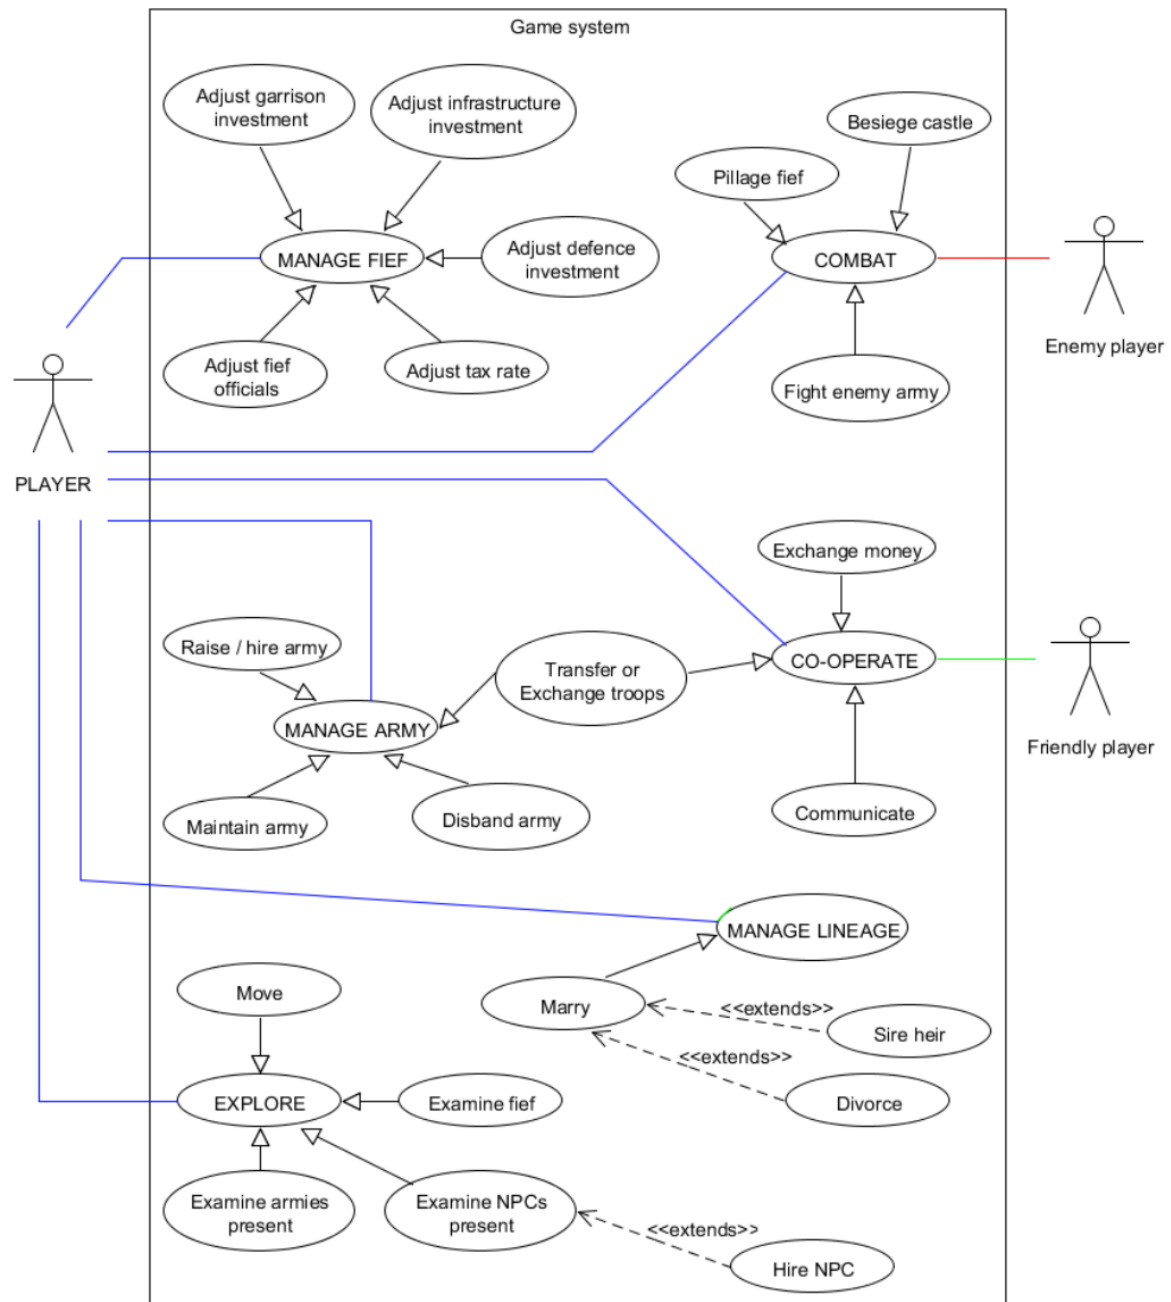 Game system
Adjust garrison
investment
Adjust infrastructure
investment
Besiege castle
Pillage fief
MANAGE FIEF
Adjust defence
investment
COMBAT
Enemy player
Adjust fief
officials
Adjust tax rate
Fight enemy army
PLAYER
Exchange money
Raise / hire army
Transfer or
Exchange troops
CO-OPERATE
MANAGE ARMY
Friendly player
Maintain army
Disband army
Communicate
MANAGE LINEAGE
Move
Marry
<<extends>>
Sire heir
<<extends>>
EXPLORE
Examine fief
Divorce
Examine armies
present
Examine NPCs
present
<<extends>>
Hire NPC